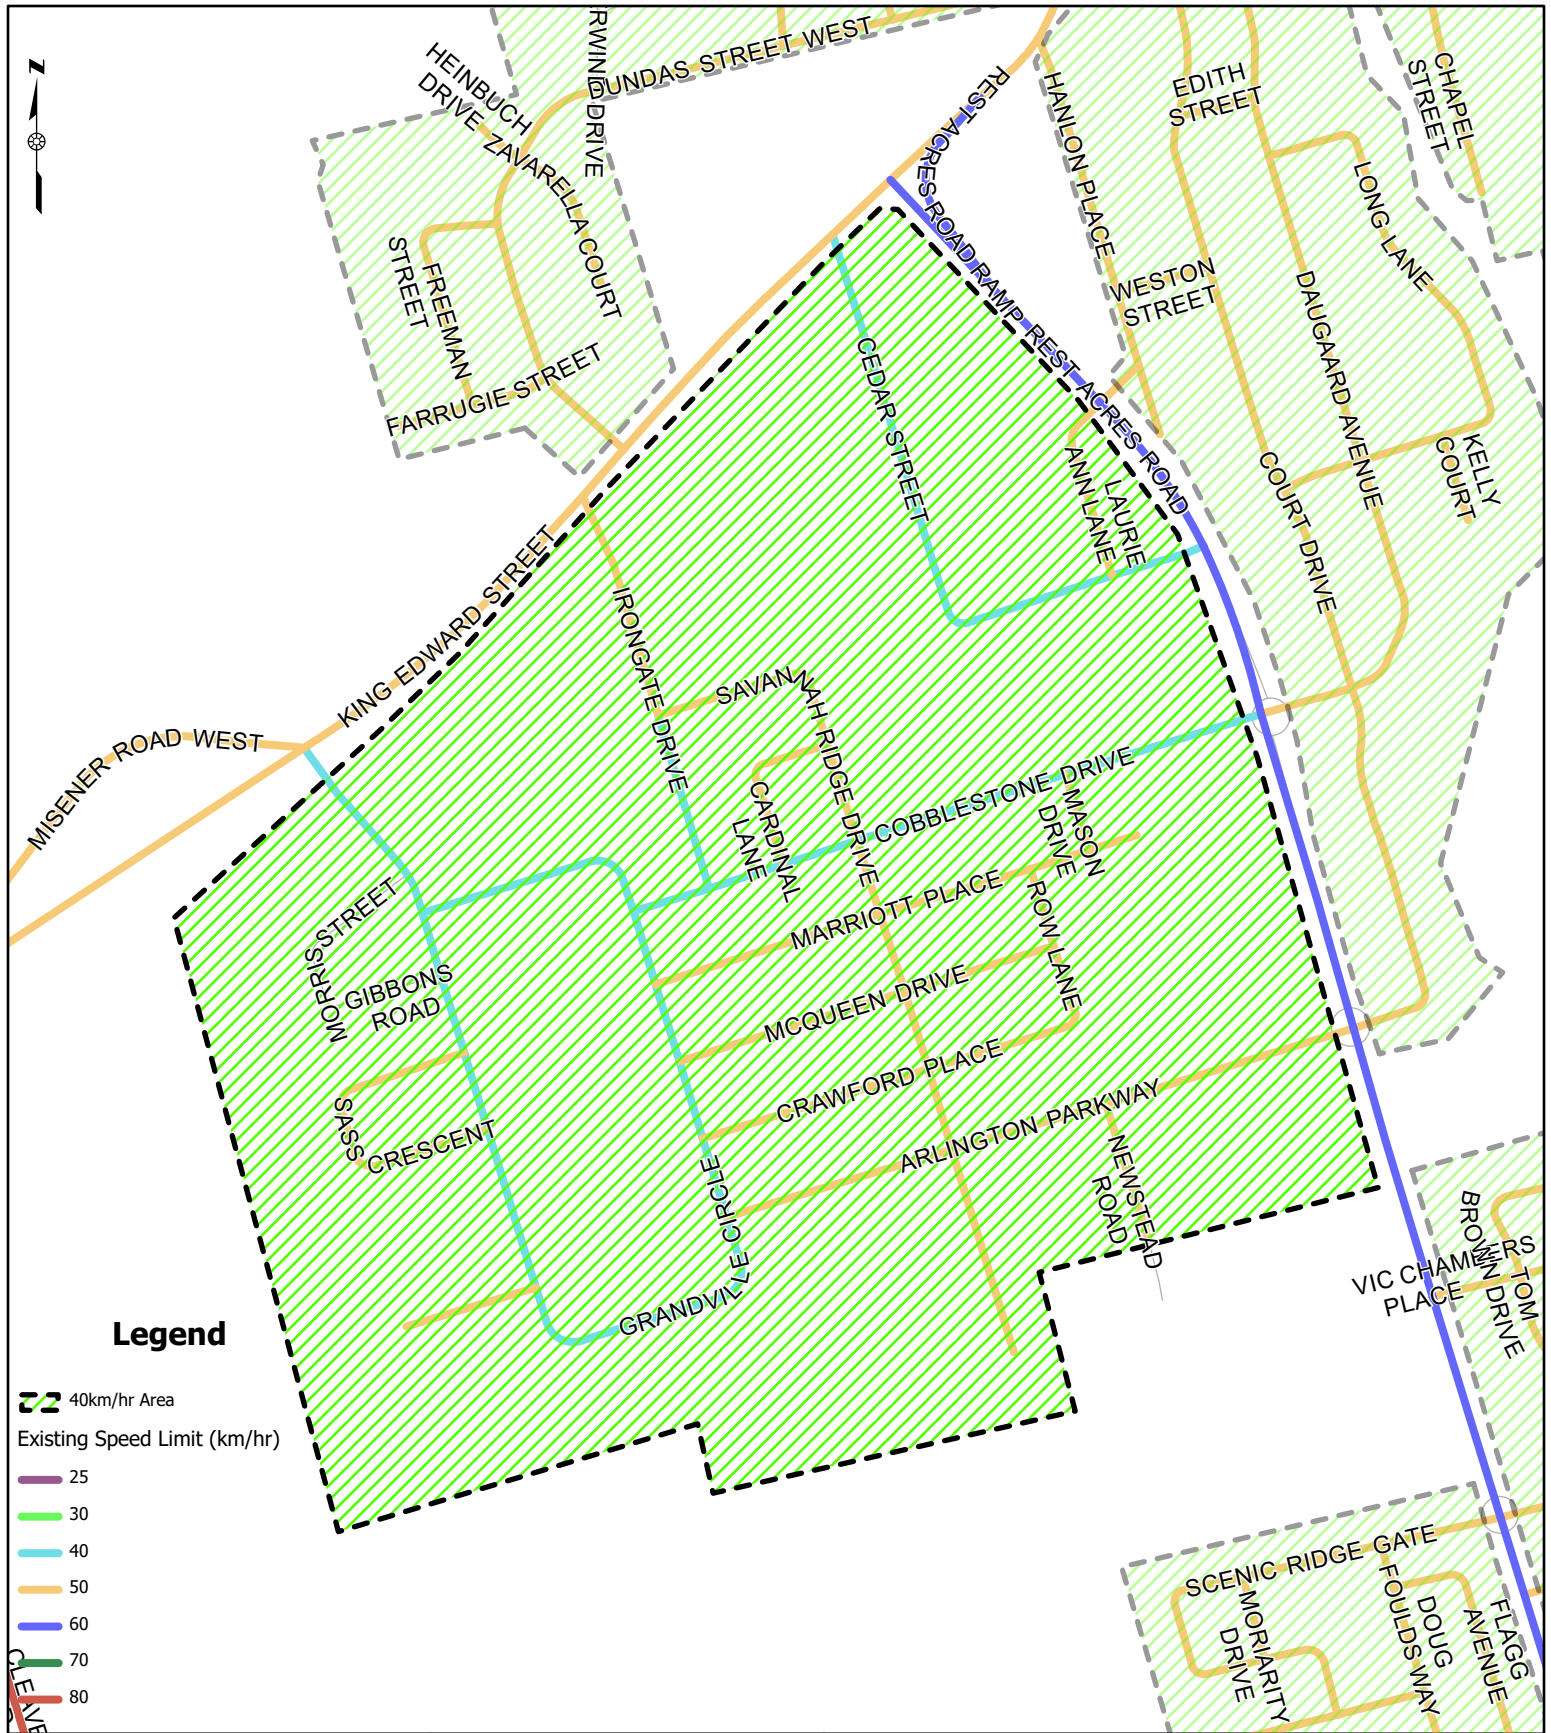 N
RWIND DRIVE
DUNDAS STREET WEST
HEINBUCH
DRIVE
ZAVARELLA COURT
FREEMAN
STREET
FARRUGIE STREET
REST ACRES ROAD RAMP
REST ACRES ROAD
HANLON PLACE
EDITH
STREET
CHAPEL
STREET
LONG LANE
WESTON
STREET
DAUGAARD AVENUE
KELLY
COURT
COURT DRIVE
CEDAR STREET
LAURIE
ANN LANE
KING EDWARD STREET
MISENER ROAD WEST
IRONGATE DRIVE
SAVANNAH RIDGE DRIVE
CARDINAL
LANE
COBBLESTONE DRIVE
MASON
DRIVE
MARRIOTT PLACE
ROW LANE
MORRIS STREET
GIBBONS
ROAD
MCQUEEN DRIVE
CRAWFORD PLACE
ARLINGTON PARKWAY
SASS
CRESCENT
NEWSTEAD
ROAD
GRANDVILLE CIRCLE
VIC CHAMBERS
PLACE
TOM
BROWN DRIVE
SCENIC RIDGE GATE
MORIARITY
DRIVE
DOUG
FOULDS WAY
FLAGG
AVENUE
Legend
40km/hr Area
Existing Speed Limit (km/hr)
25
30
40
50
60
70
80
CLEAVE